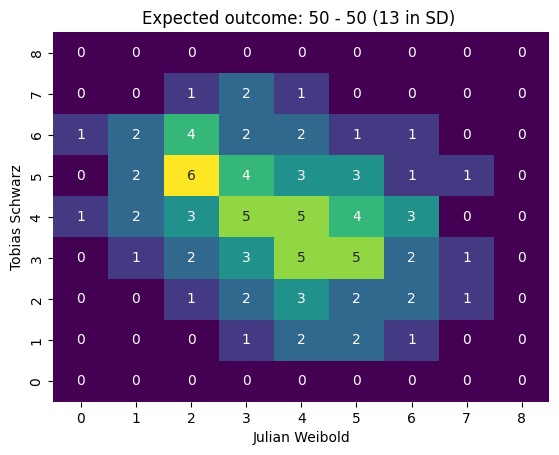 Expected outcome: 50 - 50 (13 in SD)
8 0 0 0 0 0 0 0 0 0
7 0 0 1 2 1 0 0 0 0
6 1 2 4 2 2 1 1 0 0
5 0 2 6 4 3 3 1 1 0
4 1 2 3 5 5 4 3 0 0
3 0 1 2 3 5 5 2 1 0
2 0 0 1 2 3 2 2 1 0
1 0 0 0 1 2 2 1 0 0
0 0 0 0 0 0 0 0 0 0
Tobias Schwarz
0 1 2 3 4 5 6 7 8
Julian Weibold